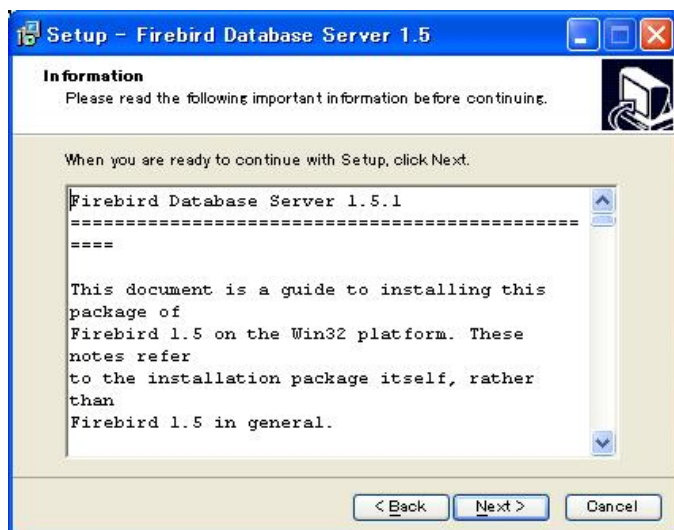 Setup - Firebird Database Server 1.5
Information
Please read the following important information before continuing.
When you are ready to continue with Setup, click Next.
Firebird Database Server 1.5.1
==============================================
====
This document is a guide to installing this
package of
Firebird 1.5 on the Win32 platform. These
notes refer
to the installation package itself, rather
than
Firebird 1.5 in general.
< Back Next > Cancel